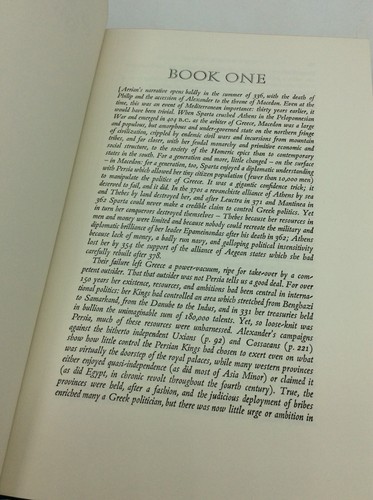 BOOK ONE
[Arrian's narrative opens baldly in the summer of 336, with the death of
Philip and the accession of Alexander to the throne of Macedon. Even at the
time, this was an event of Mediterranean importance: thirty years earlier, it
would have been trivial. When Sparta crushed Athens in the Peloponnesian
War and emerged in 404 B.C. as the arbiter of Greece, Macedon was a large
and populous, but amorphous and under-governed state on the northern fringe
of civilization, crippled by endemic civil wars and incursions from mountain
tribes, and far closer, with her feudal monarchy and primitive economic and
social structure, to the society of the Homeric epics than to contemporary
states in the south. For a generation and more, little changed – on the surface
– in Macedon: for a generation, too, Sparta enjoyed a diplomatic understanding
with Persia which allowed her tiny citizen population (fewer than 10,000 men)
to manipulate the politics of Greece. It was a gigantic confidence trick; it
deserved to fail, and it did. In the 370s a revanchiste alliance of Athens by sea
and Thebes by land destroyed her, and after Leuctra in 371 and Mantinea in
362 Sparta could never make a credible claim to control Greek politics. Yet
in turn her conquerors destroyed themselves – Thebes because her resources in
men and money were limited and because nobody could recreate the military and
diplomatic brilliance of her leader Epameinondas after his death in 362; Athens
because lack of money, a badly run navy, and galloping political insensitivity
lost her by 354 the support of the alliance of Aegean states which she had
carefully rebuilt after 378.
Their failure left Greece a power-vacuum, ripe for take-over by a com-
petent outsider. That that outsider was not Persia tells us a good deal. For over
150 years her existence, resources, and ambitions had been central in interna-
tional politics: her Kings had controlled an area which stretched from Benghazi
to Samarkand, from the Danube to the Indus, and in 331 her treasuries held
in bullion the unimaginable sum of 180,000 talents. Yet, so loose-knit was
Persia, much of these resources were unharnessed. Alexander's campaigns
against the hitherto independent Uxians (p. 92) and Cossaeans (p. 221)
show how little control the Persian Kings had chosen to exert even on what
was virtually the doorstep of the royal palaces, while many western provinces
either enjoyed quasi-independence (as did most of Asia Minor) or claimed it
(as did Egypt, in chronic revolt throughout the fourth century). True, the
provinces were held, after a fashion, and the judicious deployment of bribes
enriched many a Greek politician, but there was now little urge or ambition in